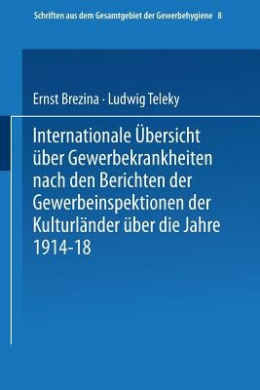 Schriften aus dem Gesamtgebiet der Gewerbehygiene 8
Ernst Brezina · Ludwig Teleky
Internationale Übersicht
über Gewerbekrankheiten nach
den Berichten der
Gewerbeinspektionen der
Kulturländer über die Jahre
1914-18